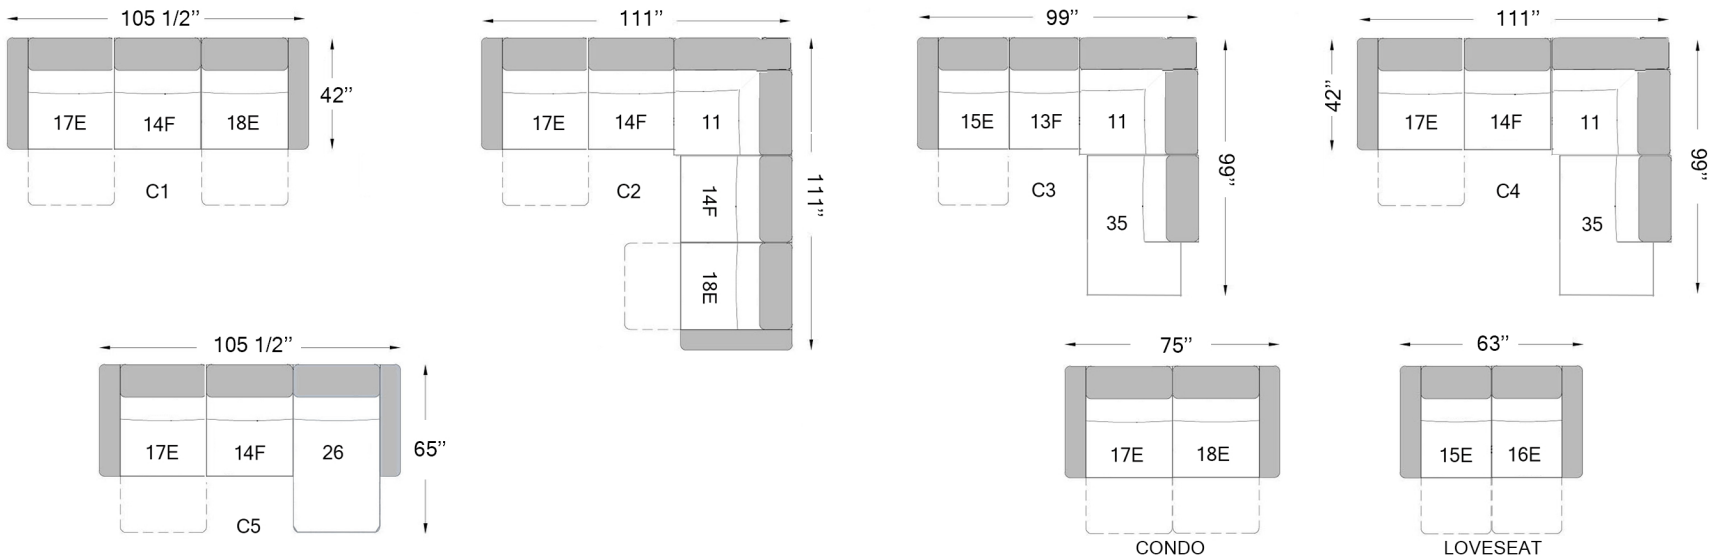 105 1/2’’
42’’
17E
14F
18E
C1
111’’
17E
14F
11
14F
18E
C2
111’’
99’’
15E
13F
11
35
C3
99’’
111’’
42’’
17E
14F
11
35
C4
99’’
105 1/2’’
17E
14F
26
65’’
C5
75’’
17E
18E
CONDO
63’’
15E
16E
LOVESEAT